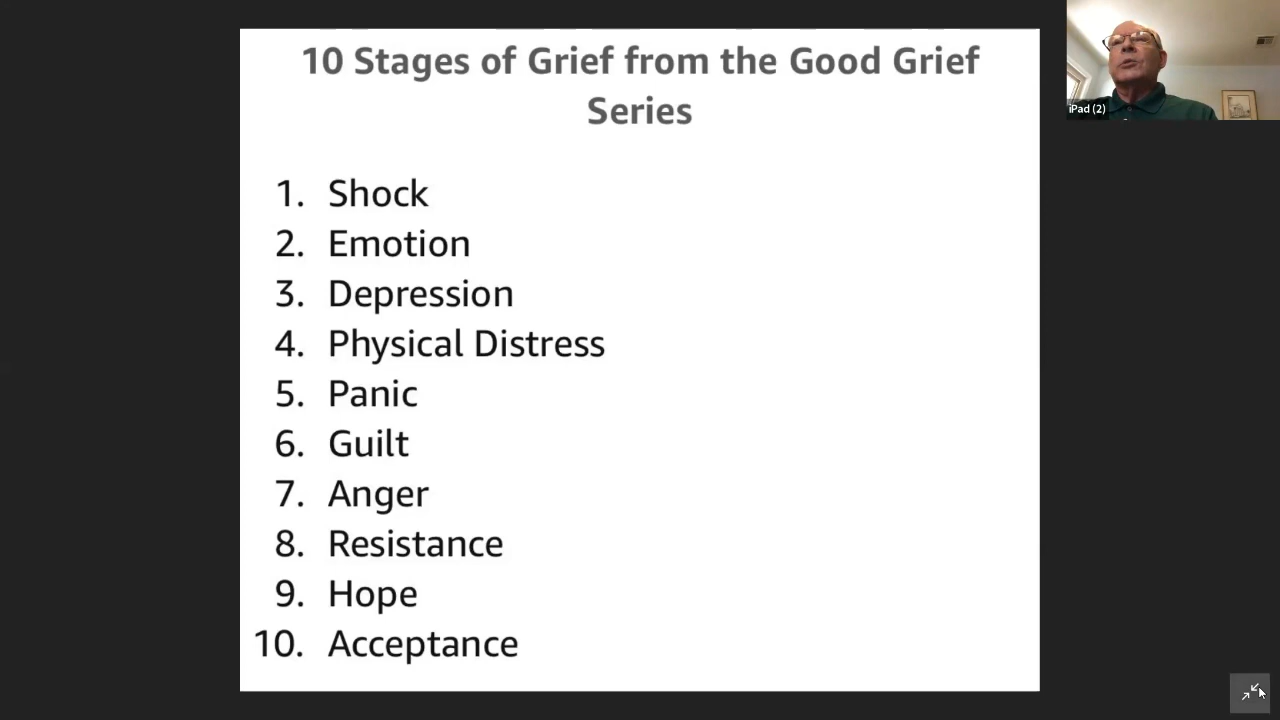 10 Stages of Grief from the Good Grief
Series
1. Shock
2. Emotion
3. Depression
4. Physical Distress
5. Panic
6. Guilt
7. Anger
8. Resistance
9. Hope
10. Acceptance
iPad (2)